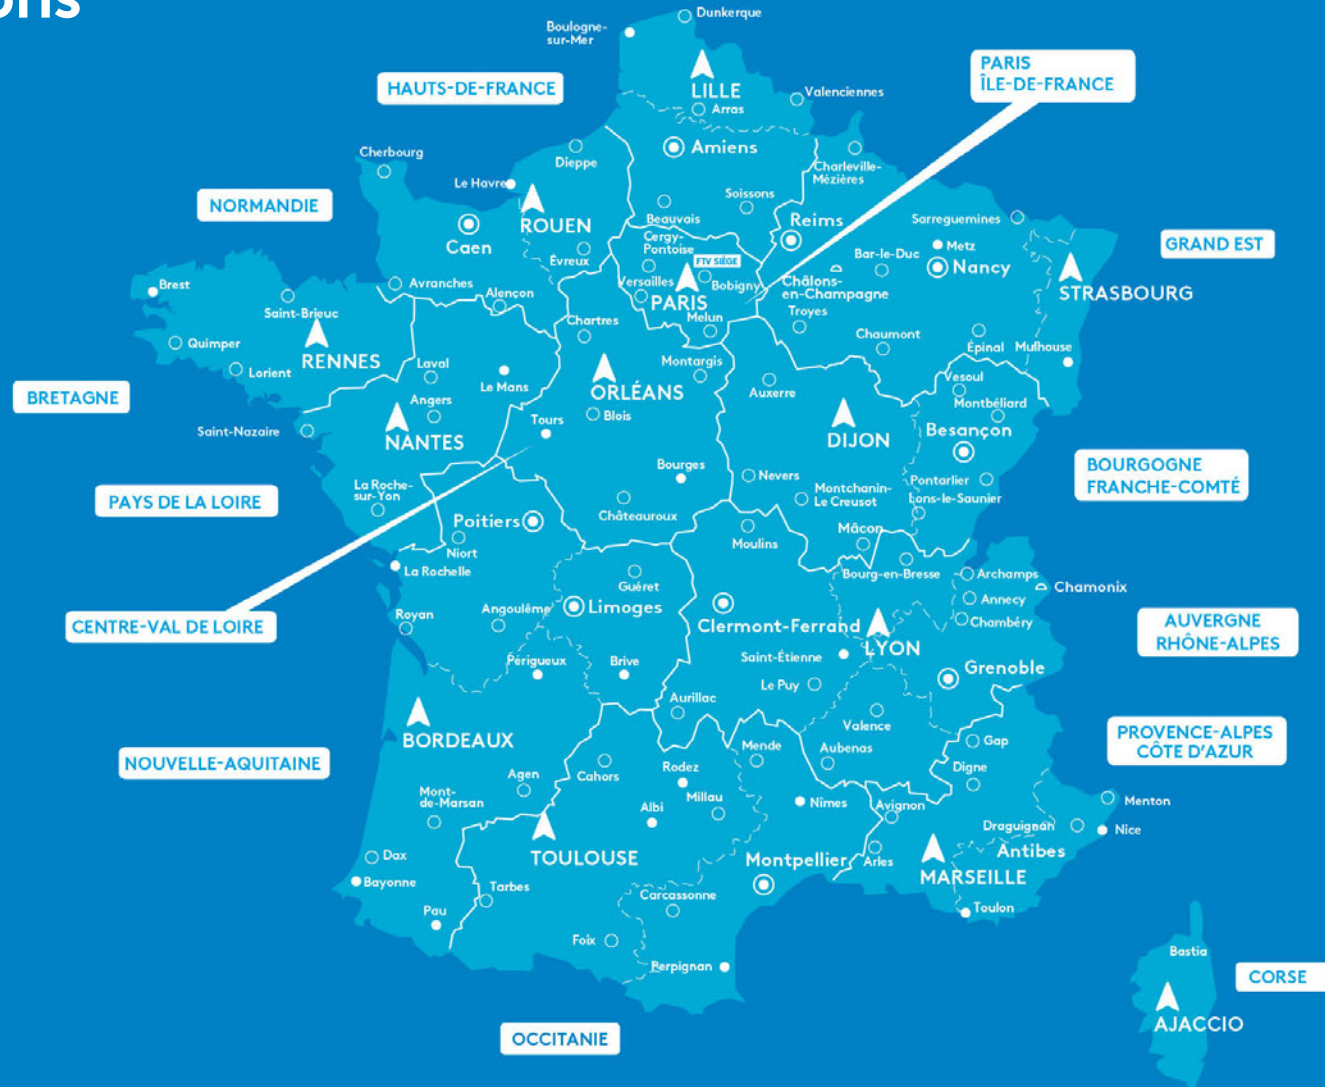 ons
Dunkerque
Boulogne-
sur-Mer
PARIS
ÎLE-DE-FRANCE
HAUTS-DE-FRANCE
LILLE
Valenciennes
Arras
Amiens
Cherbourg
Dieppe
Charleville-
Mézières
Le Havre
Soissons
NORMANDIE
ROUEN
Beauvais
Reims
Sarreguemines
Caen
Cergy-
Pontoise
Metz
GRAND EST
Évreux
FTV SIÈGE
Bar-le-Duc
Nancy
Brest
Avranches
Alençon
Versailles
Bobigny
Châlons-
en-Champagne
STRASBOURG
PARIS
Saint-Brieuc
Chartres
Melun
Troyes
Quimper
RENNES
Chaumont
Épinal
Mulhouse
Lorient
Laval
Le Mans
Montargis
Vesoul
BRETAGNE
Angers
ORLÉANS
Auxerre
Montbéliard
Saint-Nazaire
NANTES
Tours
Blois
DIJON
Besançon
BOURGOGNE
FRANCHE-COMTÉ
Bourges
Nevers
Pontarlier
PAYS DE LA LOIRE
La Roche-
sur-Yon
Montchanin-
Le Creusot
Lons-le-Saunier
Poitiers
Châteauroux
Mâcon
Niort
Moulins
La Rochelle
Bourg-en-Bresse
Archamps
Guéret
Chamonix
Royan
Angoulême
Limoges
Annecy
CENTRE-VAL DE LOIRE
Clermont-Ferrand
Chambéry
AUVERGNE
RHÔNE-ALPES
LYON
Périgueux
Brive
Saint-Étienne
Grenoble
Le Puy
Aurillac
BORDEAUX
Valence
PROVENCE-ALPES
CÔTE D'AZUR
NOUVELLE-AQUITAINE
Mende
Aubenas
Gap
Agen
Cahors
Rodez
Digne
Mont-
de-Marsan
Millau
Albi
Nîmes
Avignon
Menton
Draguignan
Nice
Dax
TOULOUSE
Montpellier
Arles
Antibes
Bayonne
Tarbes
MARSEILLE
Pau
Carcassonne
Toulon
Foix
Perpignan
Bastia
CORSE
AJACCIO
OCCITANIE